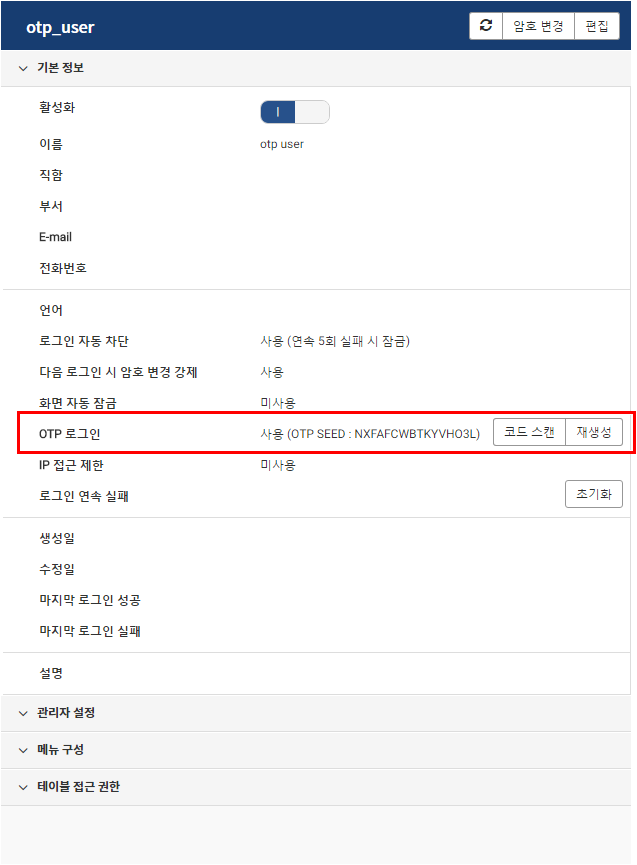 otp_user 암호 변경 편집
기본 정보
활성화
이름 otp user
직함
부서
E-mail
전화번호
언어
로그인 자동 차단 사용 (연속 5회 실패 시 잠금)
다음 로그인 시 암호 변경 강제 사용
화면 자동 잠금 미사용
OTP 로그인 사용 (OTP SEED : NXFAFCWBTKYVHO3L) 코드 스캔 재생성
IP 접근 제한 미사용
로그인 연속 실패 초기화
생성일
수정일
마지막 로그인 성공
마지막 로그인 실패
설명
관리자 설정
메뉴 구성
테이블 접근 권한